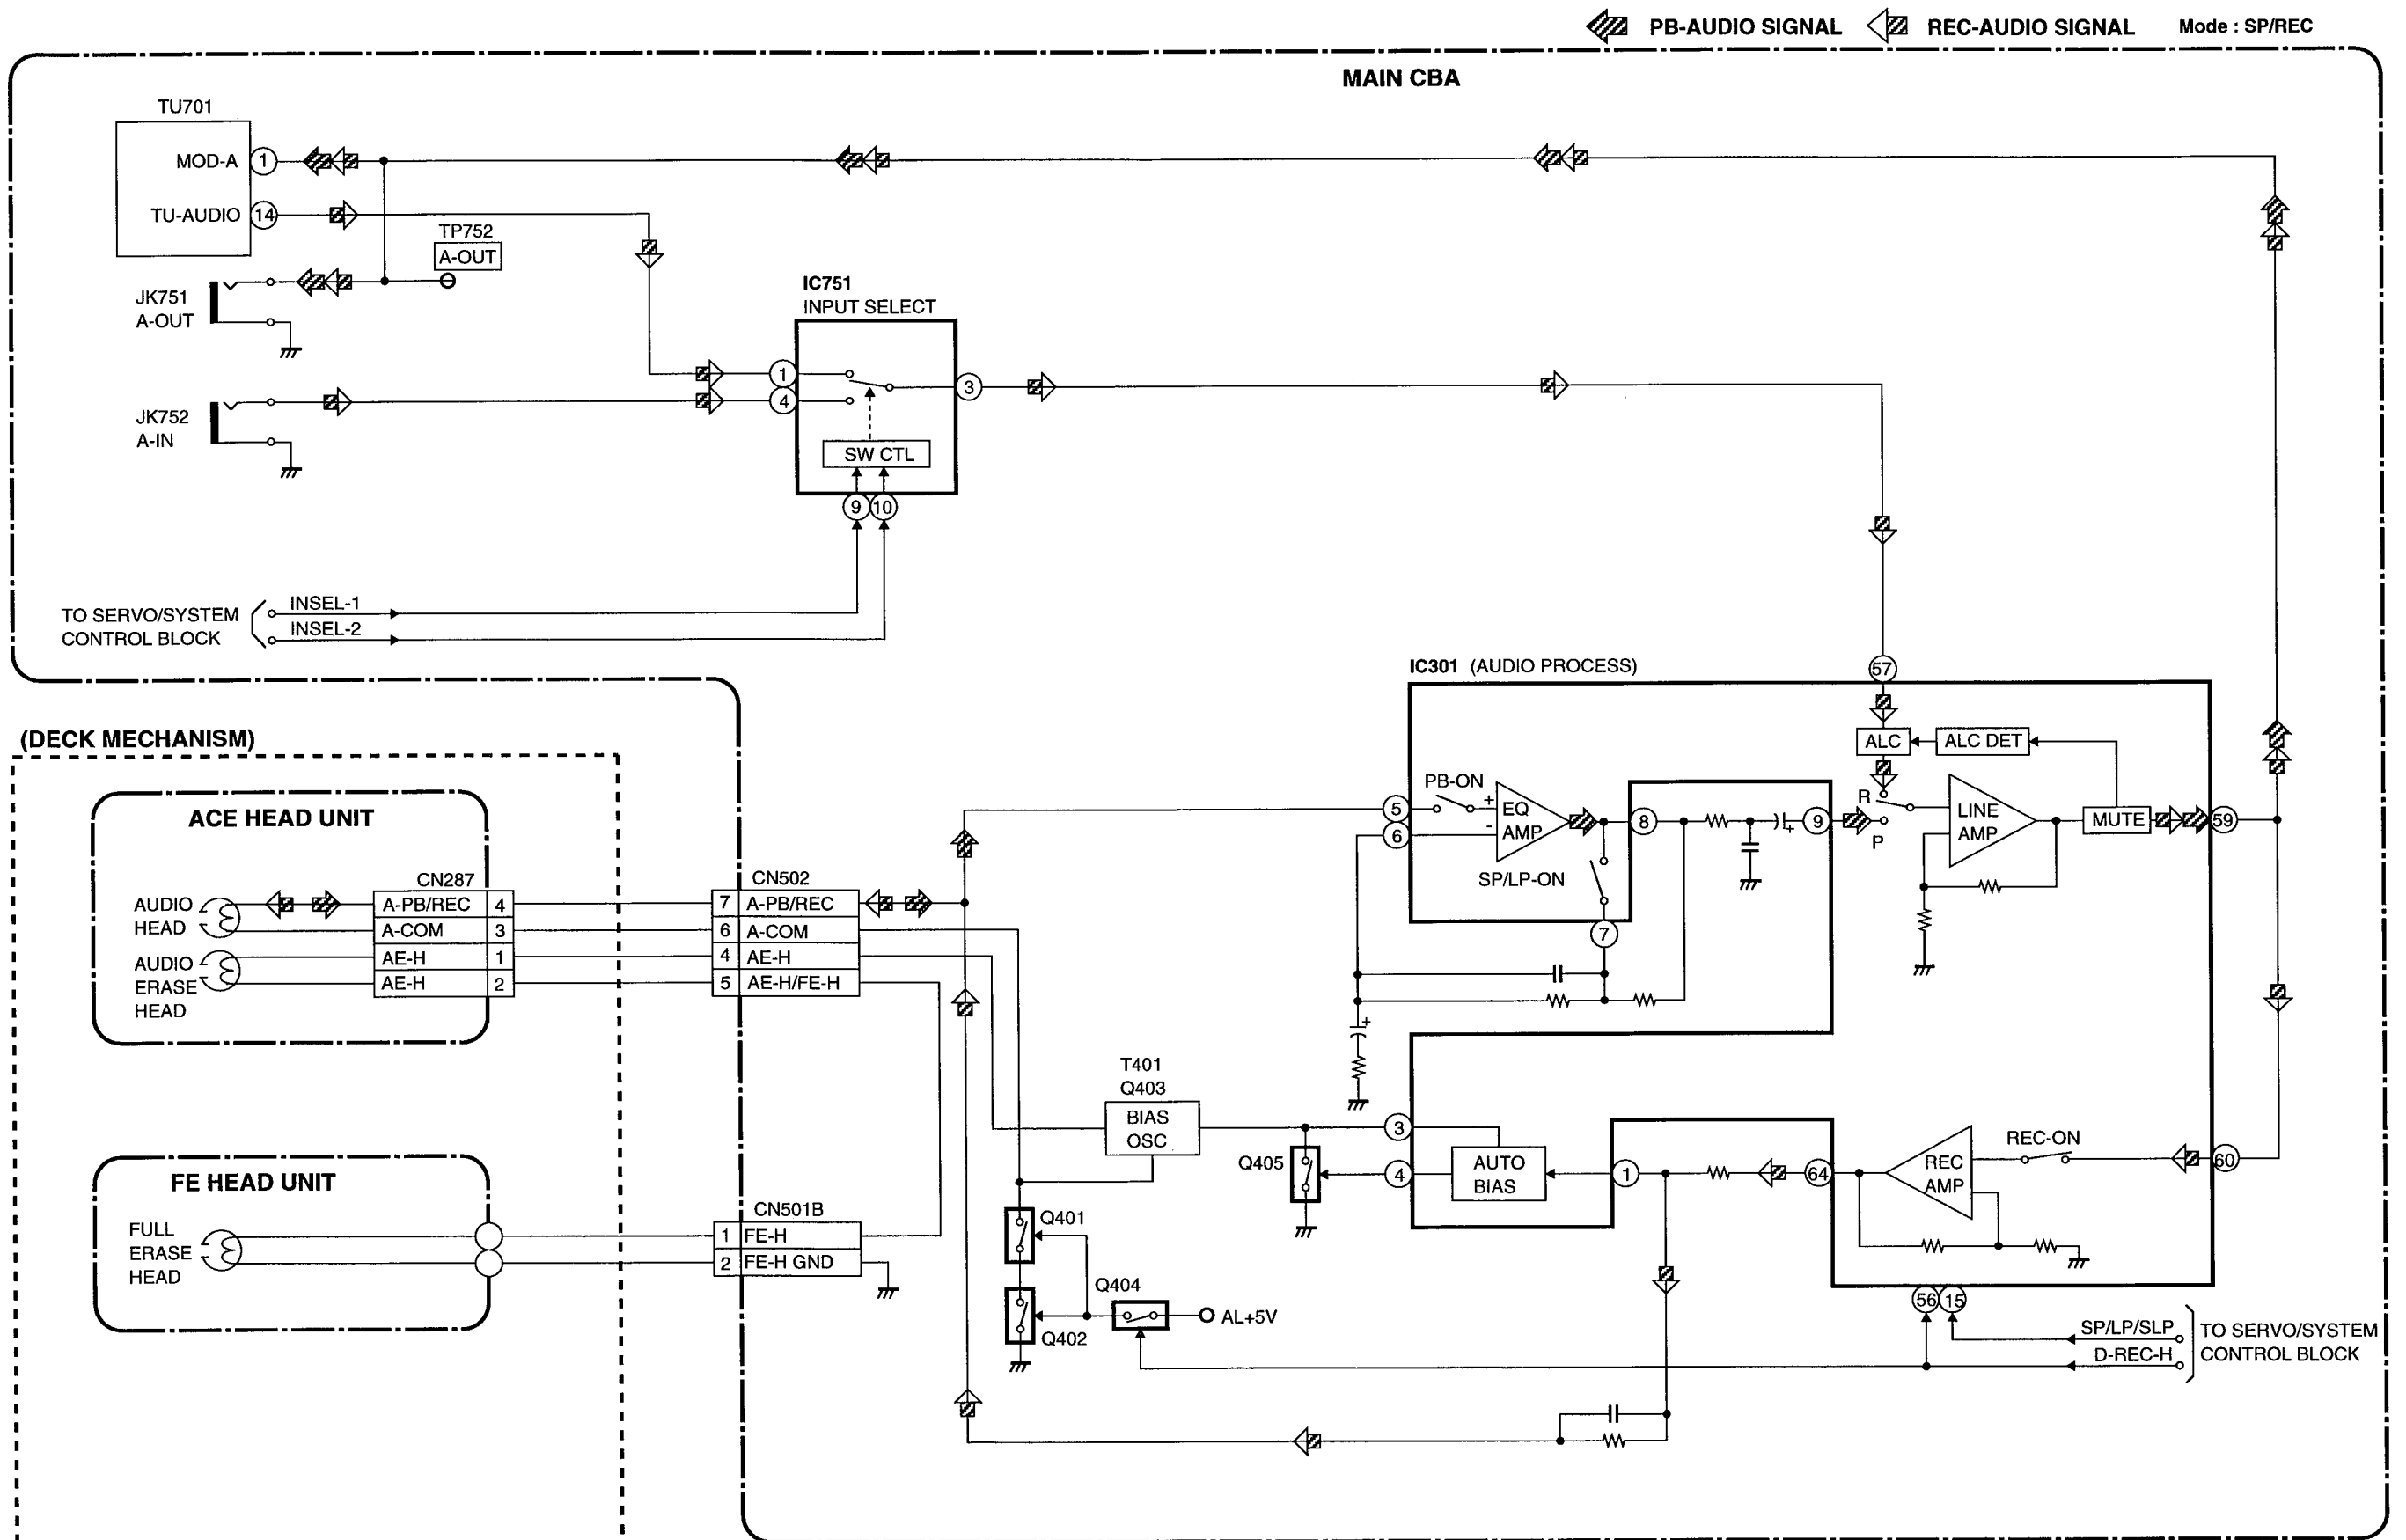 PB-AUDIO SIGNAL REC-AUDIO SIGNAL Mode : SP/REC
MAIN CBA
TU701
MOD-A 1
TU-AUDIO 14
TP752
A-OUT
JK751
A-OUT
JK752
A-IN
IC751
INPUT SELECT
1
4
3
SW CTL
9 10
TO SERVO/SYSTEM
CONTROL BLOCK
INSEL-1
INSEL-2
IC301 (AUDIO PROCESS)
57
ALC
ALC DET
PB-ON
5
6
+
-
EQ
AMP
SP/LP-ON
7
8
+
9
R
P
LINE
AMP
MUTE
59
+
(DECK MECHANISM)
ACE HEAD UNIT
CN287
AUDIO
HEAD
AUDIO
ERASE
HEAD
A-PB/REC 4
A-COM 3
AE-H 1
AE-H 2
CN502
7 A-PB/REC
6 A-COM
4 AE-H
5 AE-H/FE-H
T401
Q403
BIAS
OSC
Q405
3
4
AUTO
BIAS
1
64
REC
AMP
REC-ON
60
FE HEAD UNIT
FULL
ERASE
HEAD
CN501B
1 FE-H
2 FE-H GND
Q401
Q402
Q404
AL+5V
56 15
SP/LP/SLP
D-REC-H
TO SERVO/SYSTEM
CONTROL BLOCK